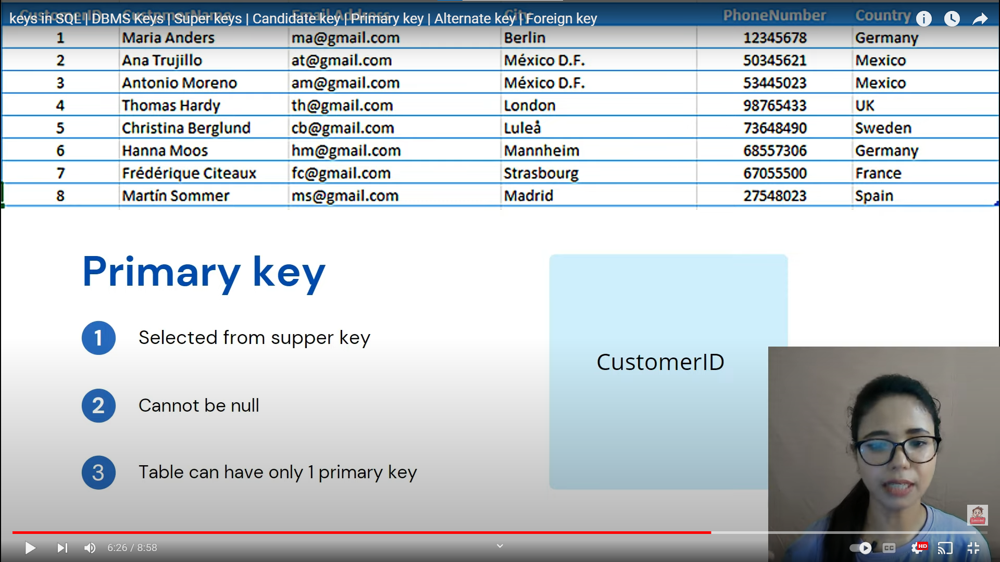 keys in SQL | DBMS Keys | Super keys | Candidate key | Primary key | Alternate key | Foreign key
CustomerID CustpmerName Email Address City PhoneNumber Country
1 Maria Anders ma@gmail.com Berlin 12345678 Germany
2 Ana Trujillo at@gmail.com México D.F. 50345621 Mexico
3 Antonio Moreno am@gmail.com México D.F. 53445023 Mexico
4 Thomas Hardy th@gmail.com London 98765433 UK
5 Christina Berglund cb@gmail.com Luleå 73648490 Sweden
6 Hanna Moos hm@gmail.com Mannheim 68557306 Germany
7 Frédérique Citeaux fc@gmail.com Strasbourg 67055500 France
8 Martín Sommer ms@gmail.com Madrid 27548023 Spain
Primary key
1 Selected from supper key
2 Cannot be null
3 Table can have only 1 primary key
CustomerID
Subscribe!
6:26 / 8:58
CC
HD